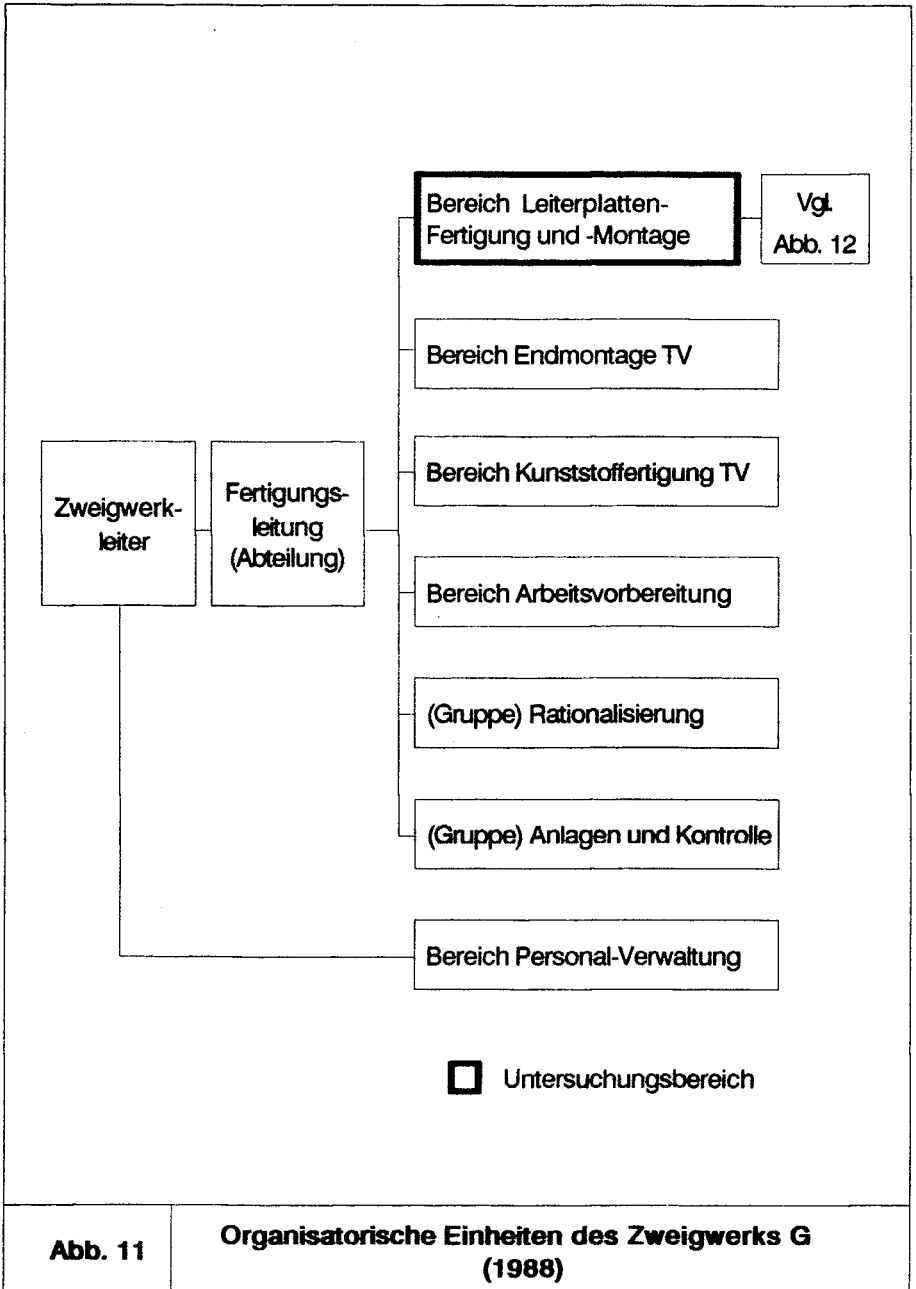 Bereich Leiterplatten-
Fertigung und -Montage
Vgl.
Abb. 12
Bereich Endmontage TV
Bereich Kunststoffertigung TV
Zweigwerk-
leiter
Fertigungs-
leitung
(Abteilung)
Bereich Arbeitsvorbereitung
(Gruppe) Rationalisierung
(Gruppe) Anlagen und Kontrolle
Bereich Personal-Verwaltung
Untersuchungsbereich
Abb. 11
Organisatorische Einheiten des Zweigwerks G
(1988)